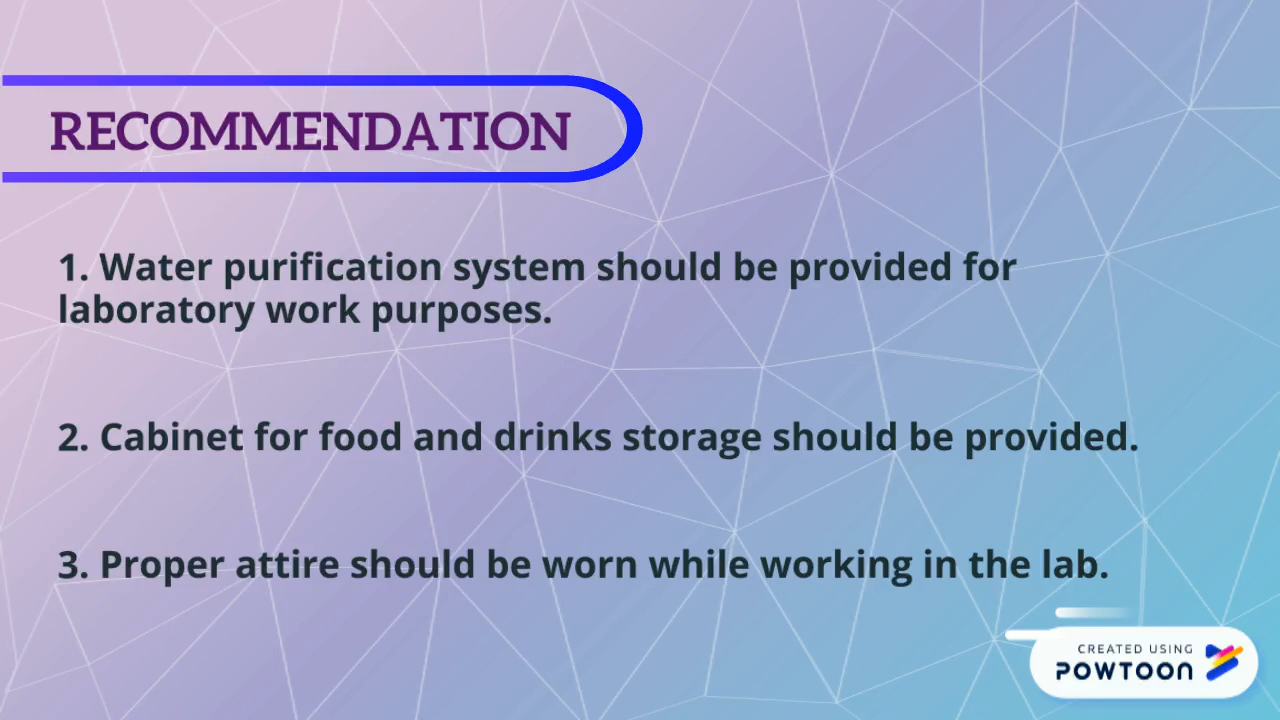 RECOMMENDATION
1. Water purification system should be provided for
laboratory work purposes.
2. Cabinet for food and drinks storage should be provided.
3. Proper attire should be worn while working in the lab.
CREATED USING
POWTOON